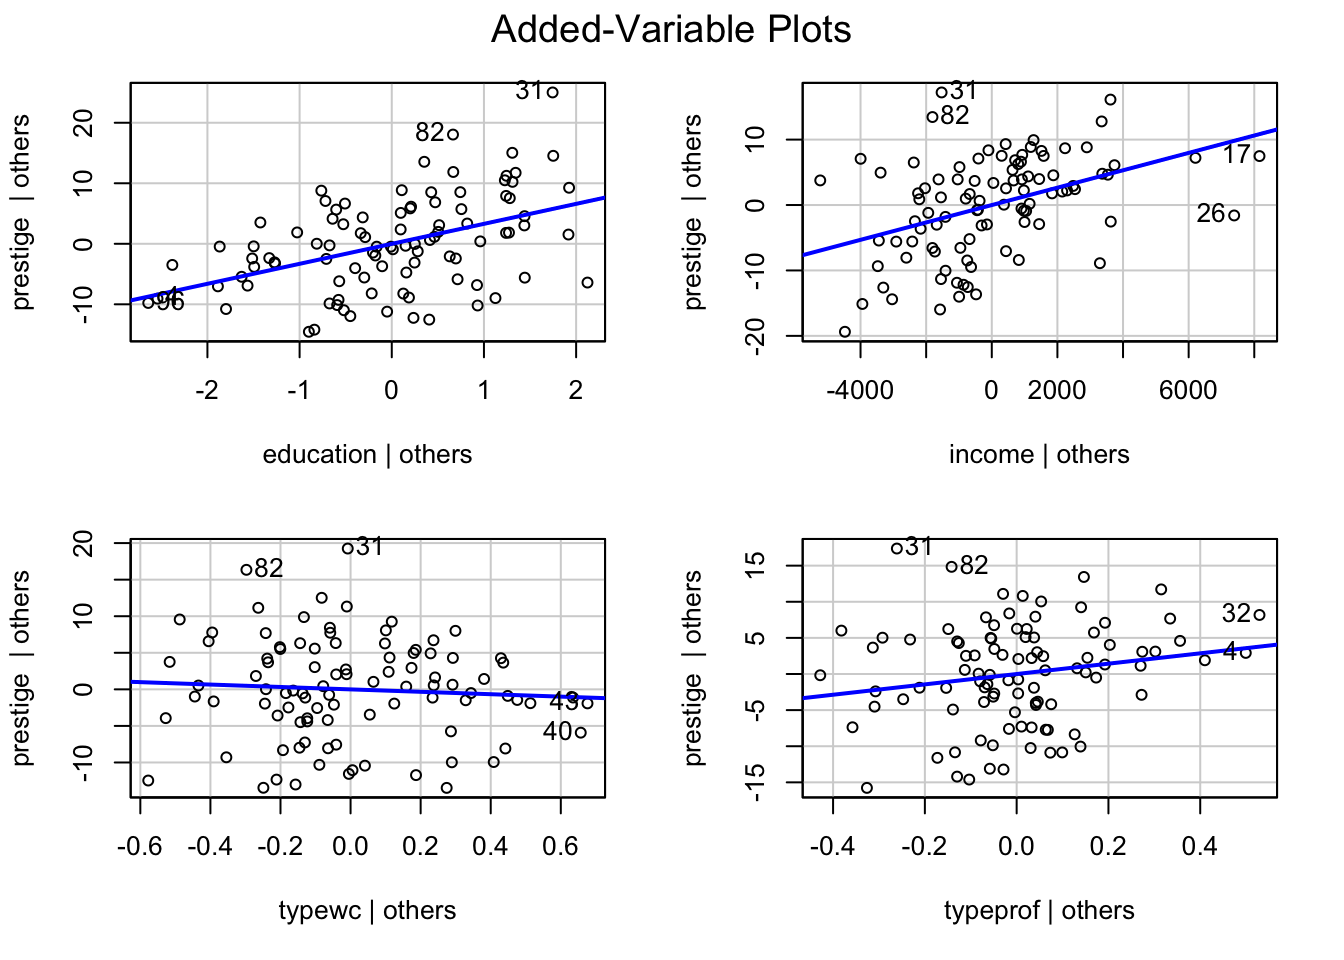 Added-Variable Plots
prestige | others
-10 0 10 20
31
82
-2 -1 0 1 2
education | others
prestige | others
-20 -10 0 10
31
82
17
26
-4000 0 2000 6000
income | others
prestige | others
-10 0 10 20
31
82
43
40
-0.6 -0.4 -0.2 0.0 0.2 0.4 0.6
typewc | others
prestige | others
-15 -5 5 15
31
82
32
4
-0.4 -0.2 0.0 0.2 0.4
typeprof | others